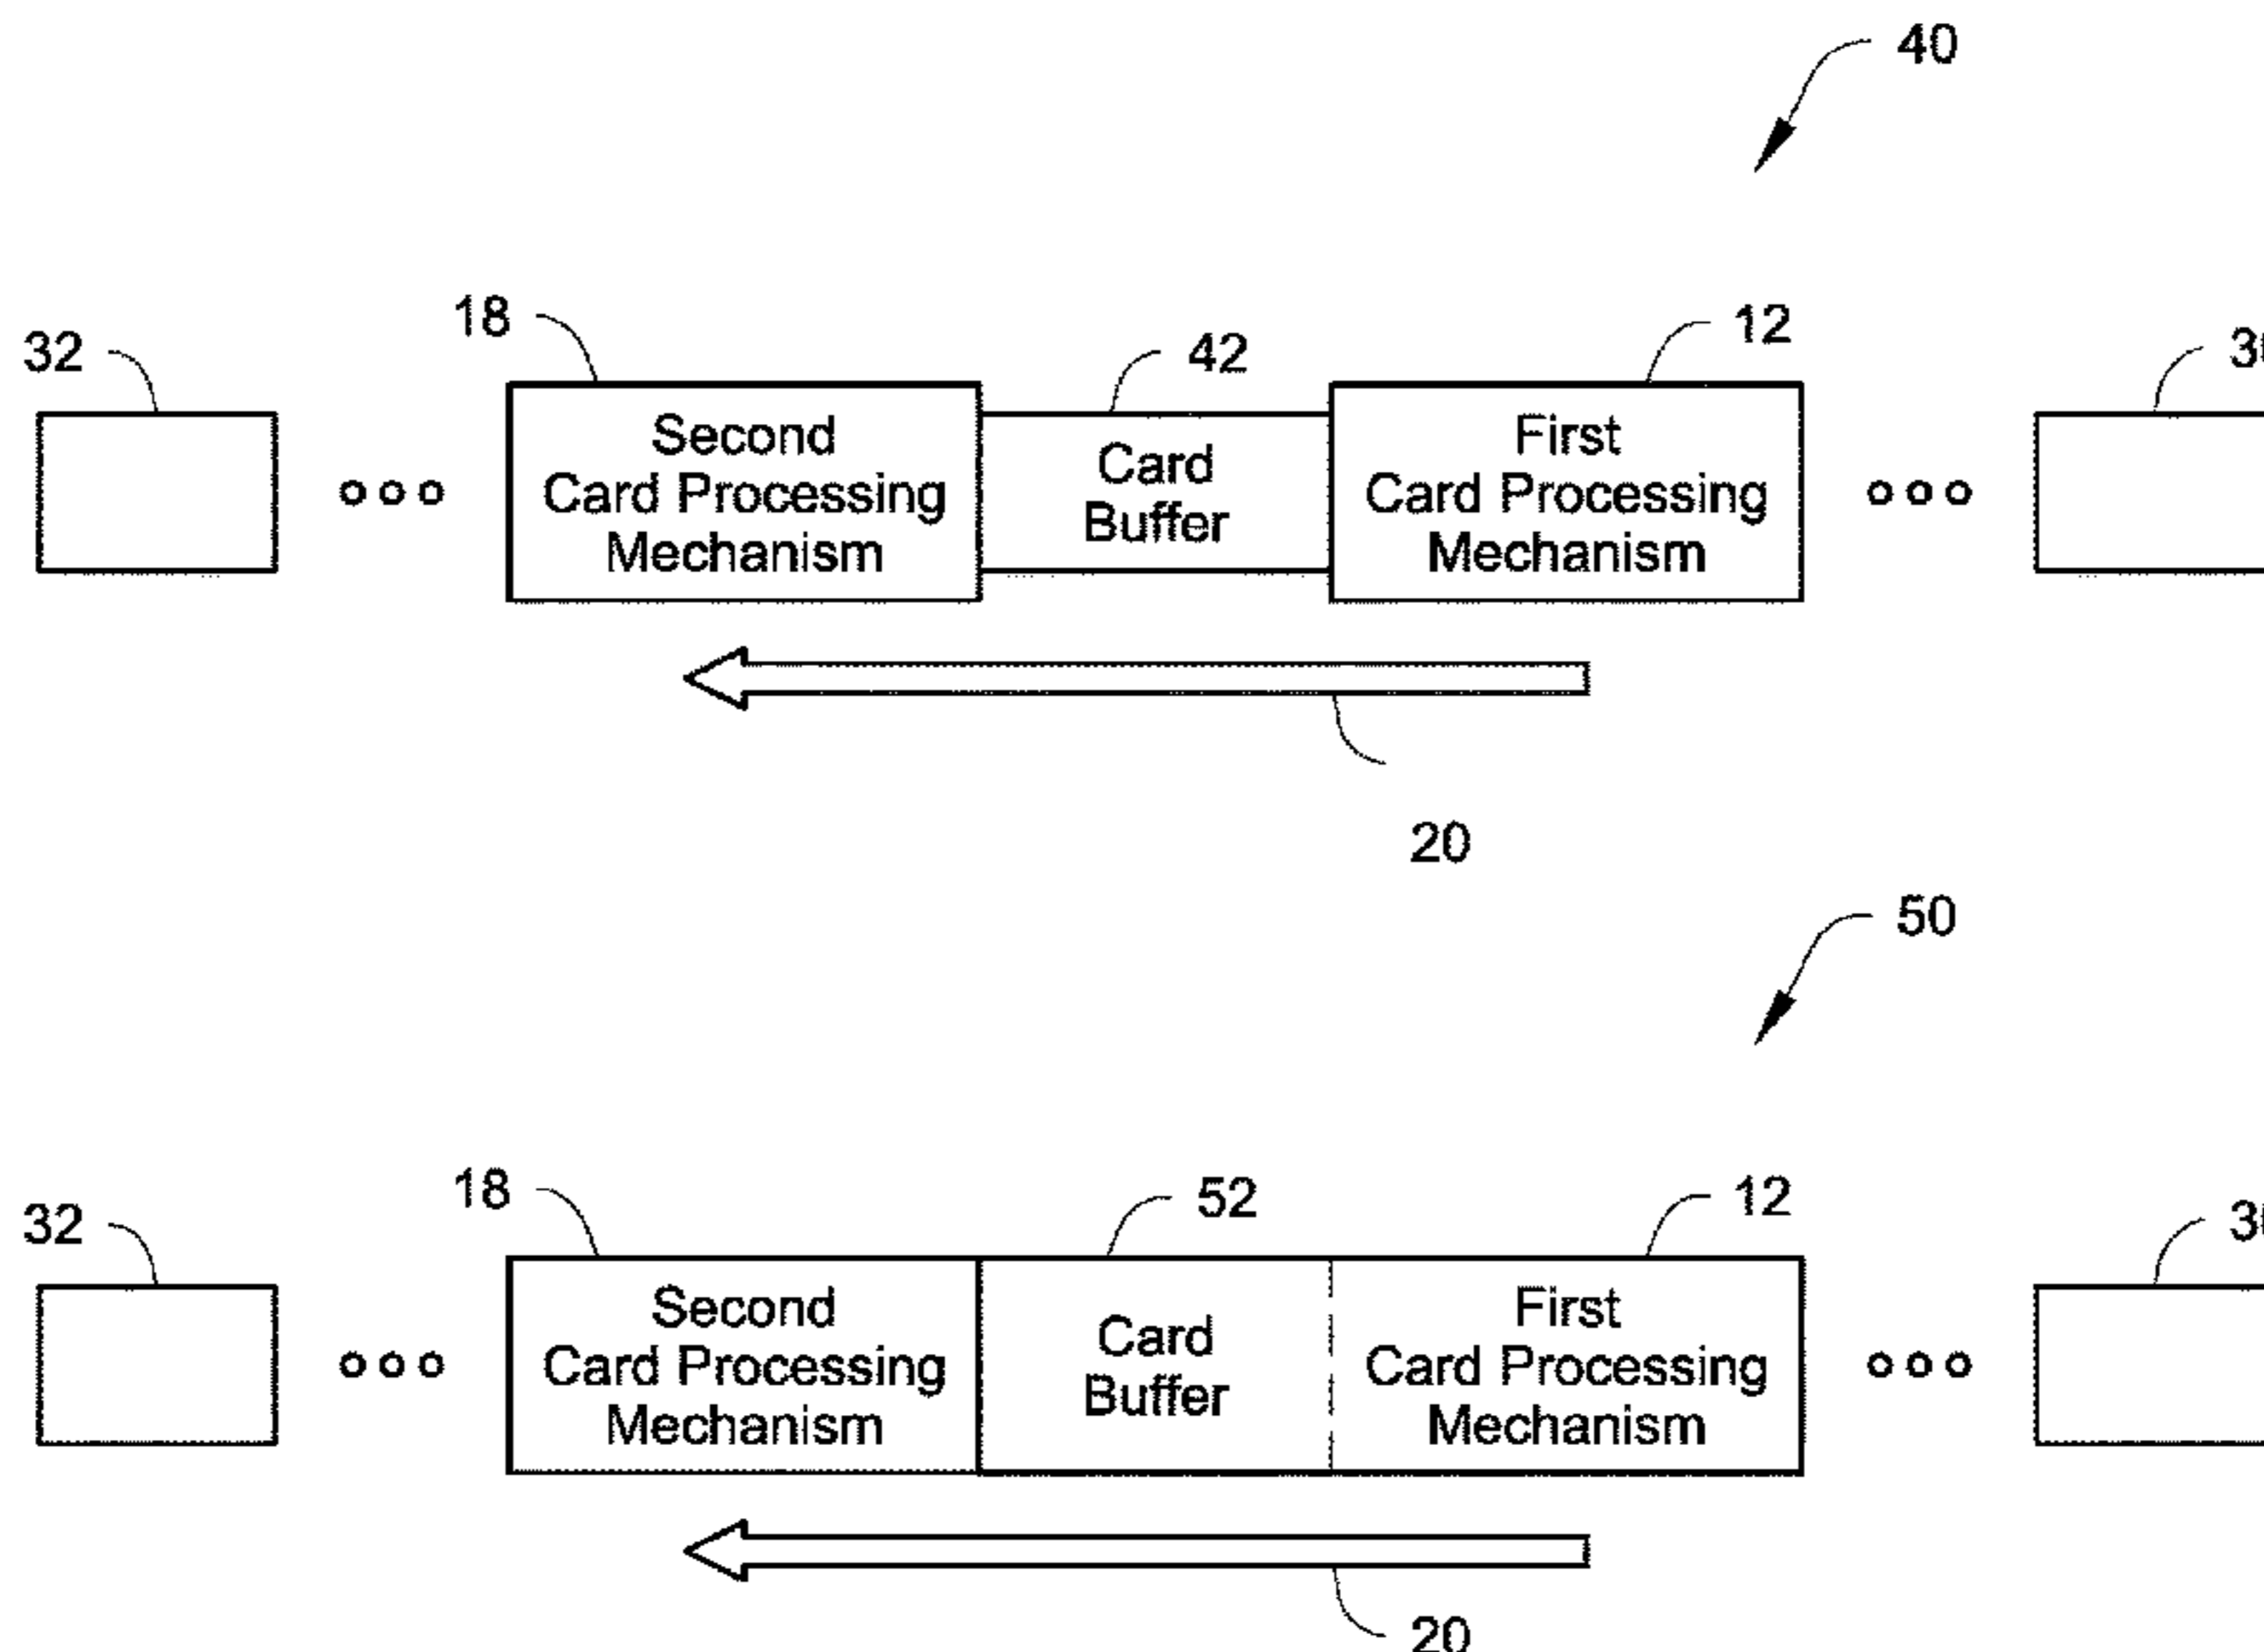 40
18
12
32
42
Second
Card Processing
Mechanism
Card
Buffer
First
Card Processing
Mechanism
20
50
18
52
12
32
Second
Card Processing
Mechanism
Card
Buffer
First
Card Processing
Mechanism
20